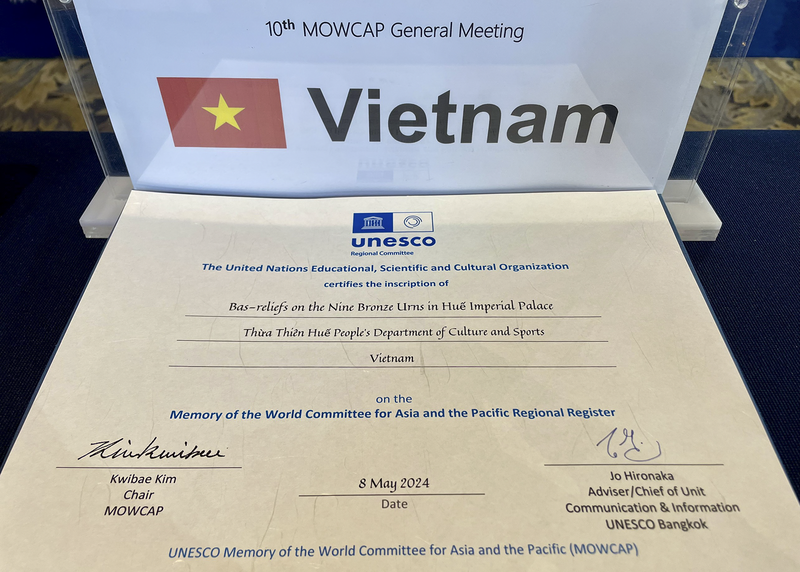 10th MOWCAP General Meeting
Vietnam
unesco
Regional Committee
The United Nations Educational, Scientific and Cultural Organization
certifies the inscription of
Bas-reliefs on the Nine Bronze Urns in Huế Imperial Palace
Thừa Thiên Huế People's Department of Culture and Sports
Vietnam
on the
Memory of the World Committee for Asia and the Pacific Regional Register
Kwibae Kim
Chair
MOWCAP
8 May 2024
Date
Jo Hironaka
Adviser/Chief of Unit
Communication & Information
UNESCO Bangkok
UNESCO Memory of the World Committee for Asia and the Pacific (MOWCAP)